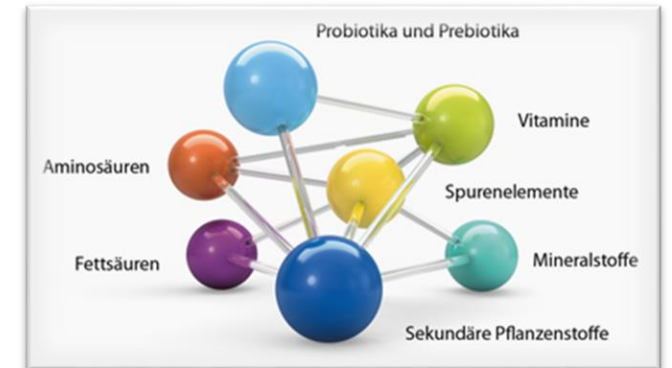 Probiotika und Prebiotika
Vitamine
Aminosäuren
Spurenelemente
Fettsäuren
Mineralstoffe
Sekundäre Pflanzenstoffe